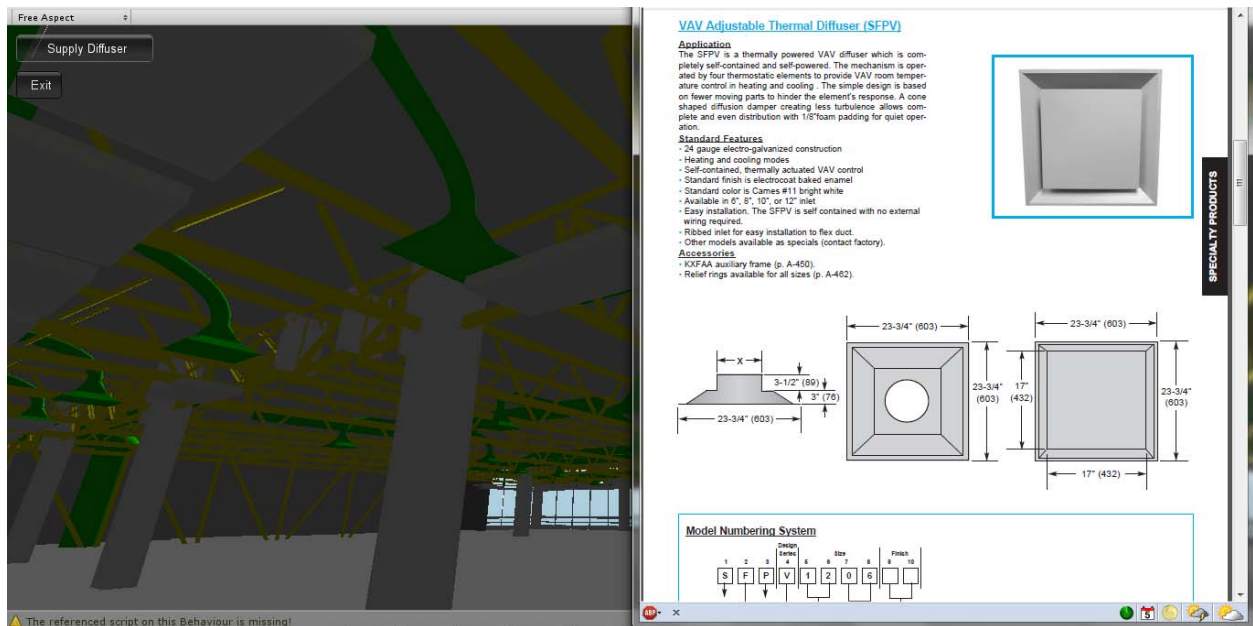 Free Aspect
Supply Diffuser
Exit
The referenced script on this Behaviour is missing!
VAV Adjustable Thermal Diffuser (SFPV)
Application
The SFPV is a thermally powered VAV diffuser which is com-
pletely self-contained and self-powered. The mechanism is oper-
ated by four thermostatic elements to provide VAV room temper-
ature control in heating and cooling . The simple design is based
on fewer moving parts to hinder the element's response. A cone
shaped diffusion damper creating less turbulence allows com-
plete and even distribution with 1/8"foam padding for quiet oper-
ation.
Standard Features
• 24 gauge electro-galvanized construction
• Heating and cooling modes
• Self-contained, thermally actuated VAV control
• Standard finish is electrocoat baked enamel
• Standard color is Carnes #11 bright white
• Available in 6", 8", 10", or 12" inlet
• Easy installation. The SFPV is self contained with no external
wiring required.
• Ribbed inlet for easy installation to flex duct.
• Other models available as specials (contact factory).
Accessories
• KXFAA auxiliary frame (p. A-450).
• Relief rings available for all sizes (p. A-462).
SPECIALTY PRODUCTS
X
3-1/2" (89)
3" (76)
23-3/4" (603)
23-3/4" (603)
23-3/4"
(603)
23-3/4" (603)
17"
(432)
23-3/4"
(603)
17" (432)
Model Numbering System
Design
Series Size Finish
1 2 3 4 5 6 7 8 9 10
S F P V 1 2 0 6
ABP
5